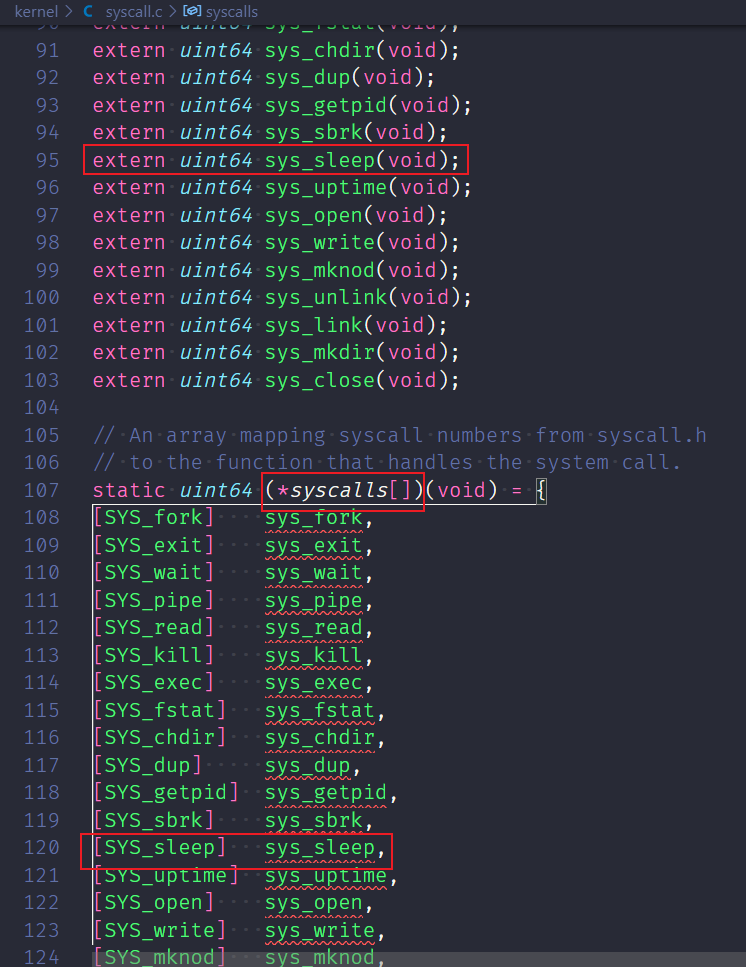 kernel > C syscall.c > syscalls
90 extern uint64 sys_fstat(void);
91 extern uint64 sys_chdir(void);
92 extern uint64 sys_dup(void);
93 extern uint64 sys_getpid(void);
94 extern uint64 sys_sbrk(void);
95 extern uint64 sys_sleep(void);
96 extern uint64 sys_uptime(void);
97 extern uint64 sys_open(void);
98 extern uint64 sys_write(void);
99 extern uint64 sys_mknod(void);
100 extern uint64 sys_unlink(void);
101 extern uint64 sys_link(void);
102 extern uint64 sys_mkdir(void);
103 extern uint64 sys_close(void);
104
105 // An array mapping syscall numbers from syscall.h
106 // to the function that handles the system call.
107 static uint64 (*syscalls[])(void) = {
108 [SYS_fork]    sys_fork,
109 [SYS_exit]    sys_exit,
110 [SYS_wait]    sys_wait,
111 [SYS_pipe]    sys_pipe,
112 [SYS_read]    sys_read,
113 [SYS_kill]    sys_kill,
114 [SYS_exec]    sys_exec,
115 [SYS_fstat]   sys_fstat,
116 [SYS_chdir]   sys_chdir,
117 [SYS_dup]     sys_dup,
118 [SYS_getpid]  sys_getpid,
119 [SYS_sbrk]    sys_sbrk,
120 [SYS_sleep]   sys_sleep,
121 [SYS_uptime]  sys_uptime,
122 [SYS_open]    sys_open,
123 [SYS_write]   sys_write,
124 [SYS_mknod]   sys_mknod,